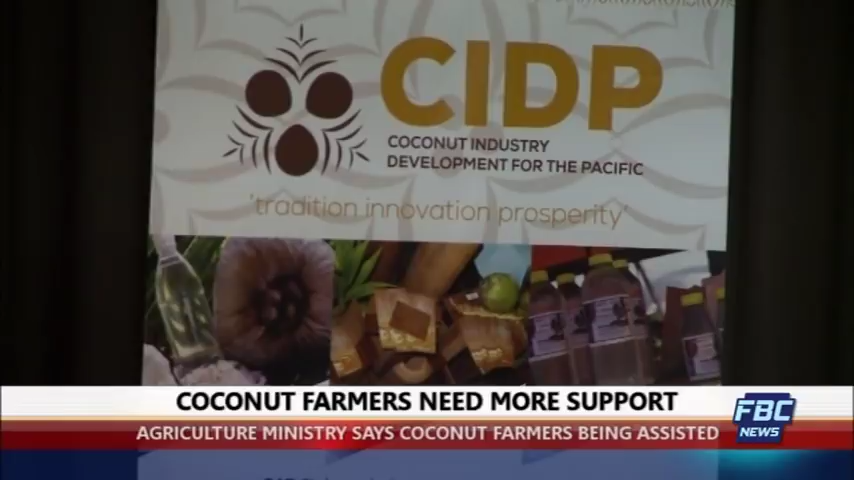 CIDP
COCONUT INDUSTRY
DEVELOPMENT FOR THE PACIFIC
'tradition innovation prosperity'
COCONUT FARMERS NEED MORE SUPPORT
AGRICULTURE MINISTRY SAYS COCONUT FARMERS BEING ASSISTED
FBC
NEWS